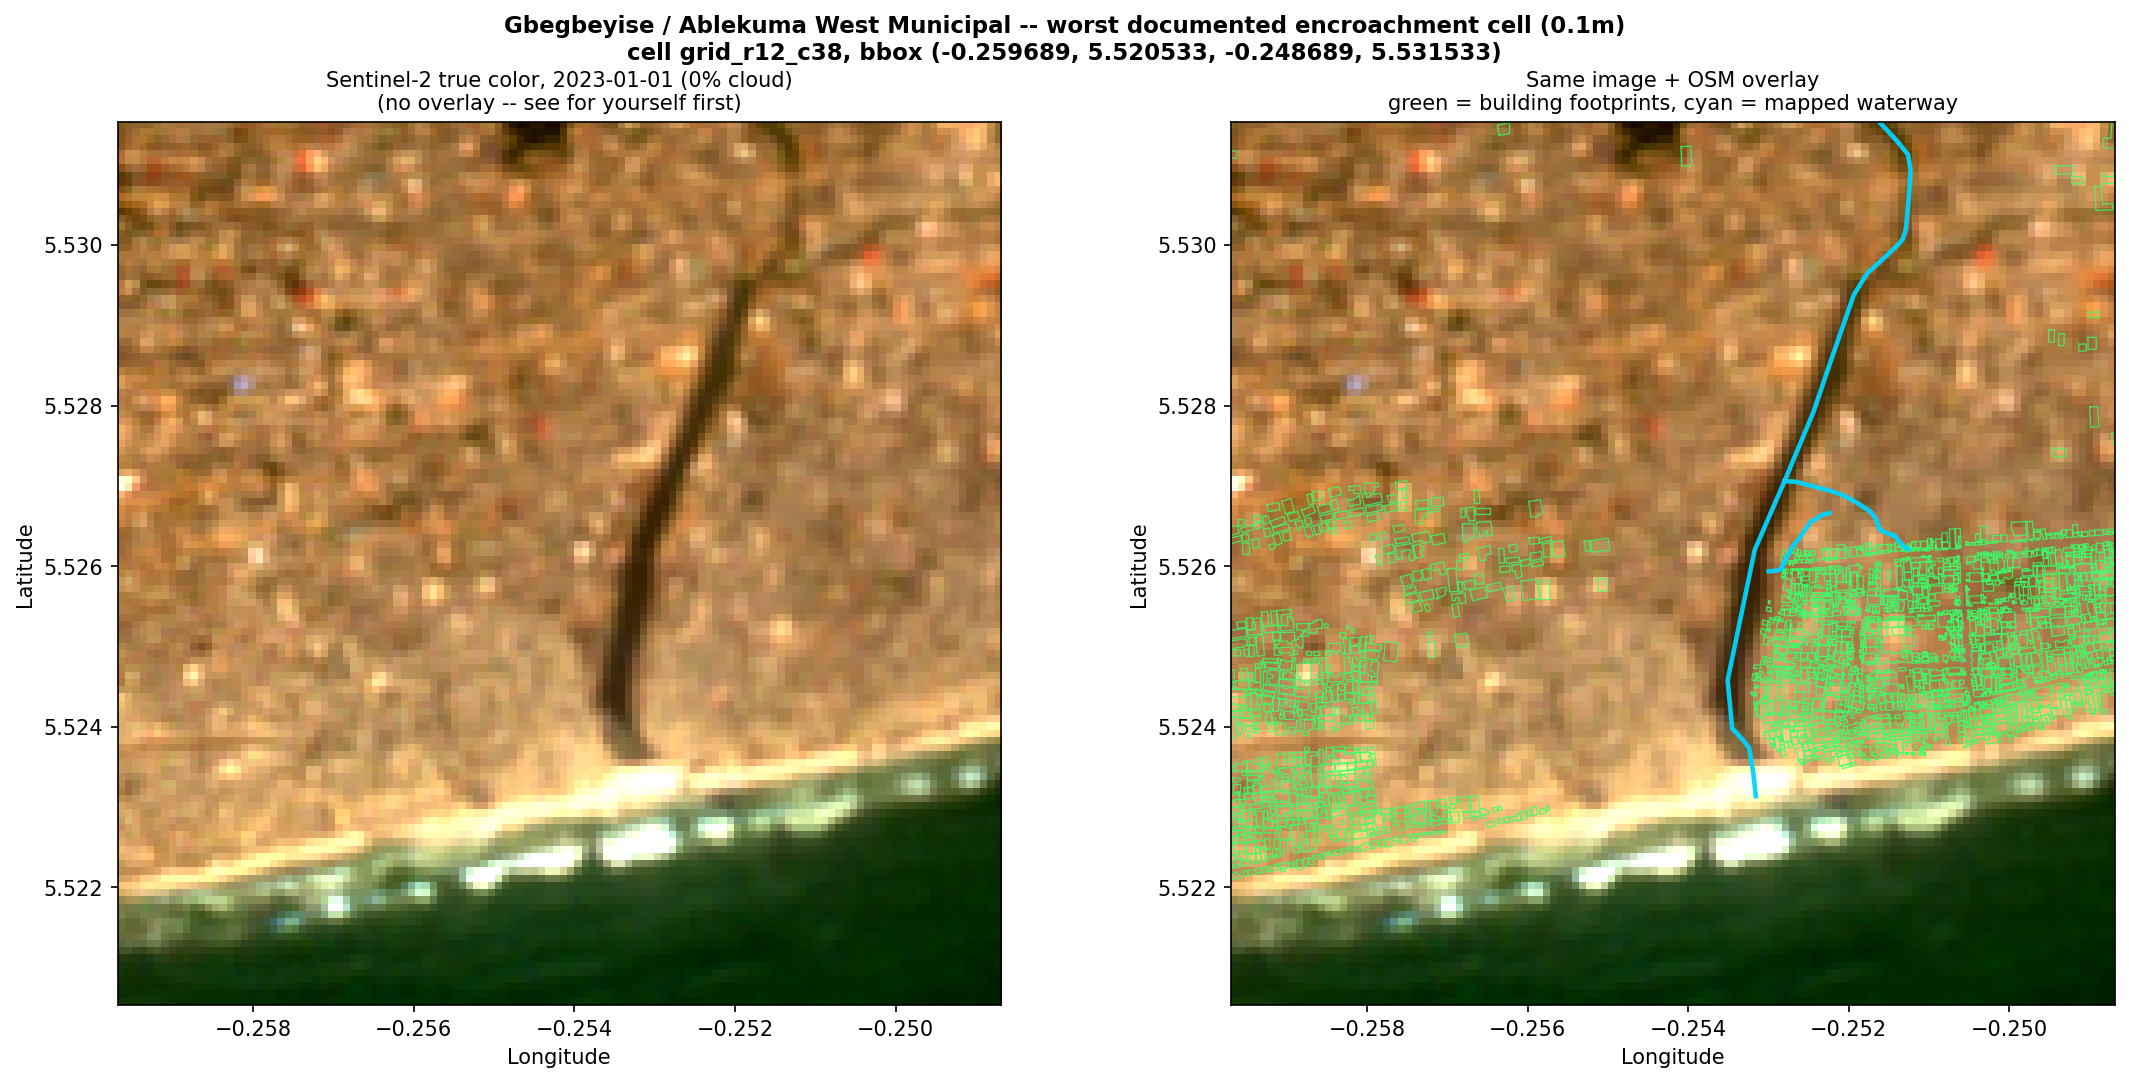 Gbegbeyise / Ablekuma West Municipal -- worst documented encroachment cell (0.1m)
cell grid_r12_c38, bbox (-0.259689, 5.520533, -0.248689, 5.531533)
Sentinel-2 true color, 2023-01-01 (0% cloud)
(no overlay -- see for yourself first)
5.530
5.528
5.526
5.524
5.522
Latitude
−0.258
−0.256
−0.254
−0.252
−0.250
Longitude
Same image + OSM overlay
green = building footprints, cyan = mapped waterway
5.530
5.528
5.526
5.524
5.522
Latitude
−0.258
−0.256
−0.254
−0.252
−0.250
Longitude